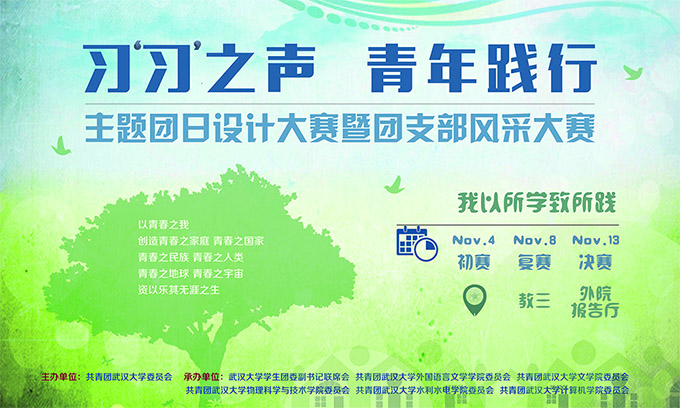 习‘习’之声 青年践行
主题团日设计大赛暨团支部风采大赛
我以所学致所践
以青春之我
创造青春之家庭 青春之国家
青春之民族 青春之人类
青春之地球 青春之宇宙
资以乐其无涯之生
Nov.4 Nov.8 Nov.13
初赛 复赛 决赛
教三 外院
报告厅
主办单位：共青团武汉大学委员会 承办单位：武汉大学学生团委副书记联席会 共青团武汉大学外国语言文学学院委员会 共青团武汉大学文学院委员会
共青团武汉大学物理科学与技术学院委员会 共青团武汉大学水利水电学院委员会 共青团武汉大学计算机学院委员会